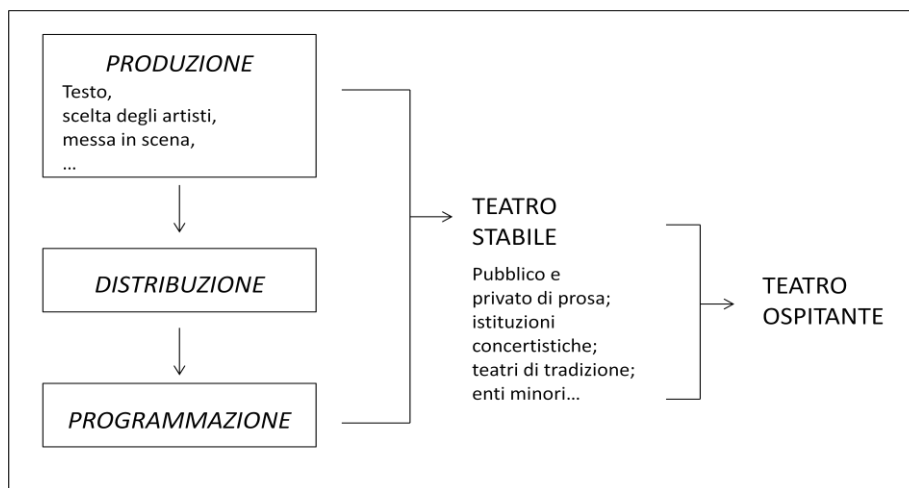 PRODUZIONE
Testo,
scelta degli artisti,
messa in scena,
...
DISTRIBUZIONE
PROGRAMMAZIONE
TEATRO
STABILE
Pubblico e
privato di prosa;
istituzioni
concertistiche;
teatri di tradizione;
enti minori...
TEATRO
OSPITANTE